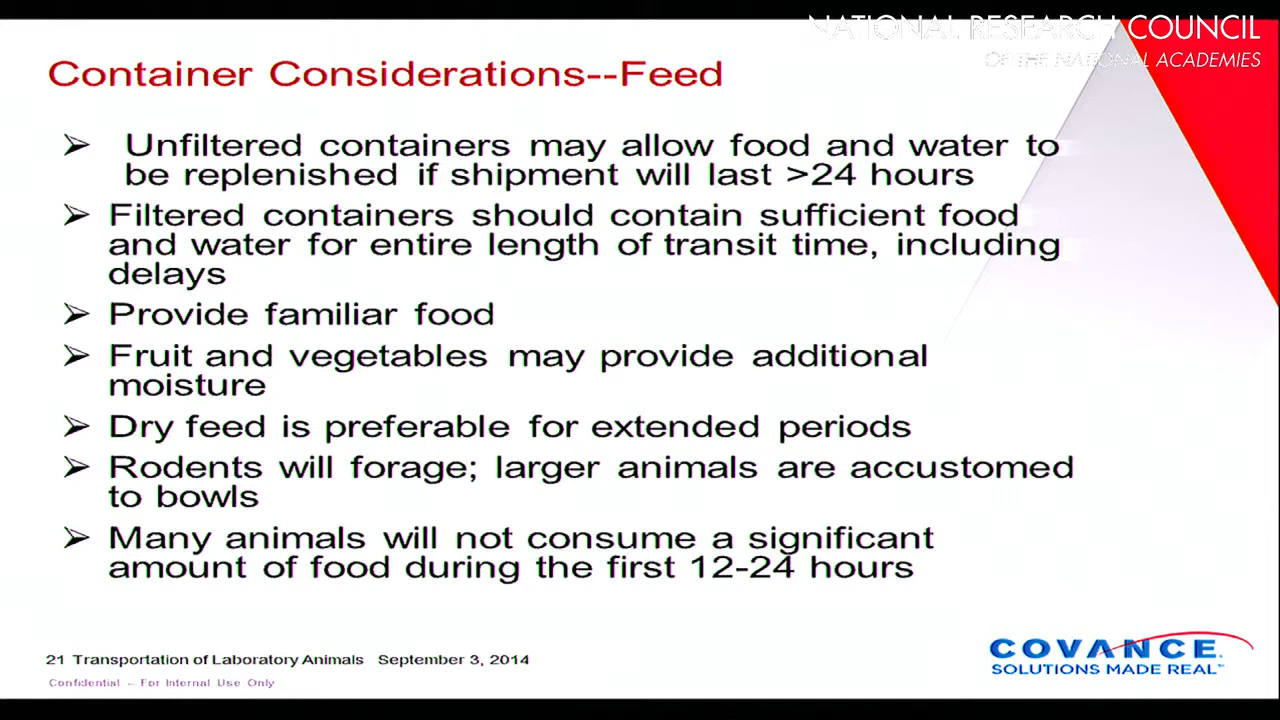 NATIONAL RESEARCH COUNCIL
OF THE NATIONAL ACADEMIES
Container Considerations--Feed
➢ Unfiltered containers may allow food and water to
be replenished if shipment will last >24 hours
➢ Filtered containers should contain sufficient food
and water for entire length of transit time, including
delays
➢ Provide familiar food
➢ Fruit and vegetables may provide additional
moisture
➢ Dry feed is preferable for extended periods
➢ Rodents will forage; larger animals are accustomed
to bowls
➢ Many animals will not consume a significant
amount of food during the first 12-24 hours
21 Transportation of Laboratory Animals September 3, 2014
Confidential – For Internal Use Only
COVANCE
SOLUTIONS MADE REAL™